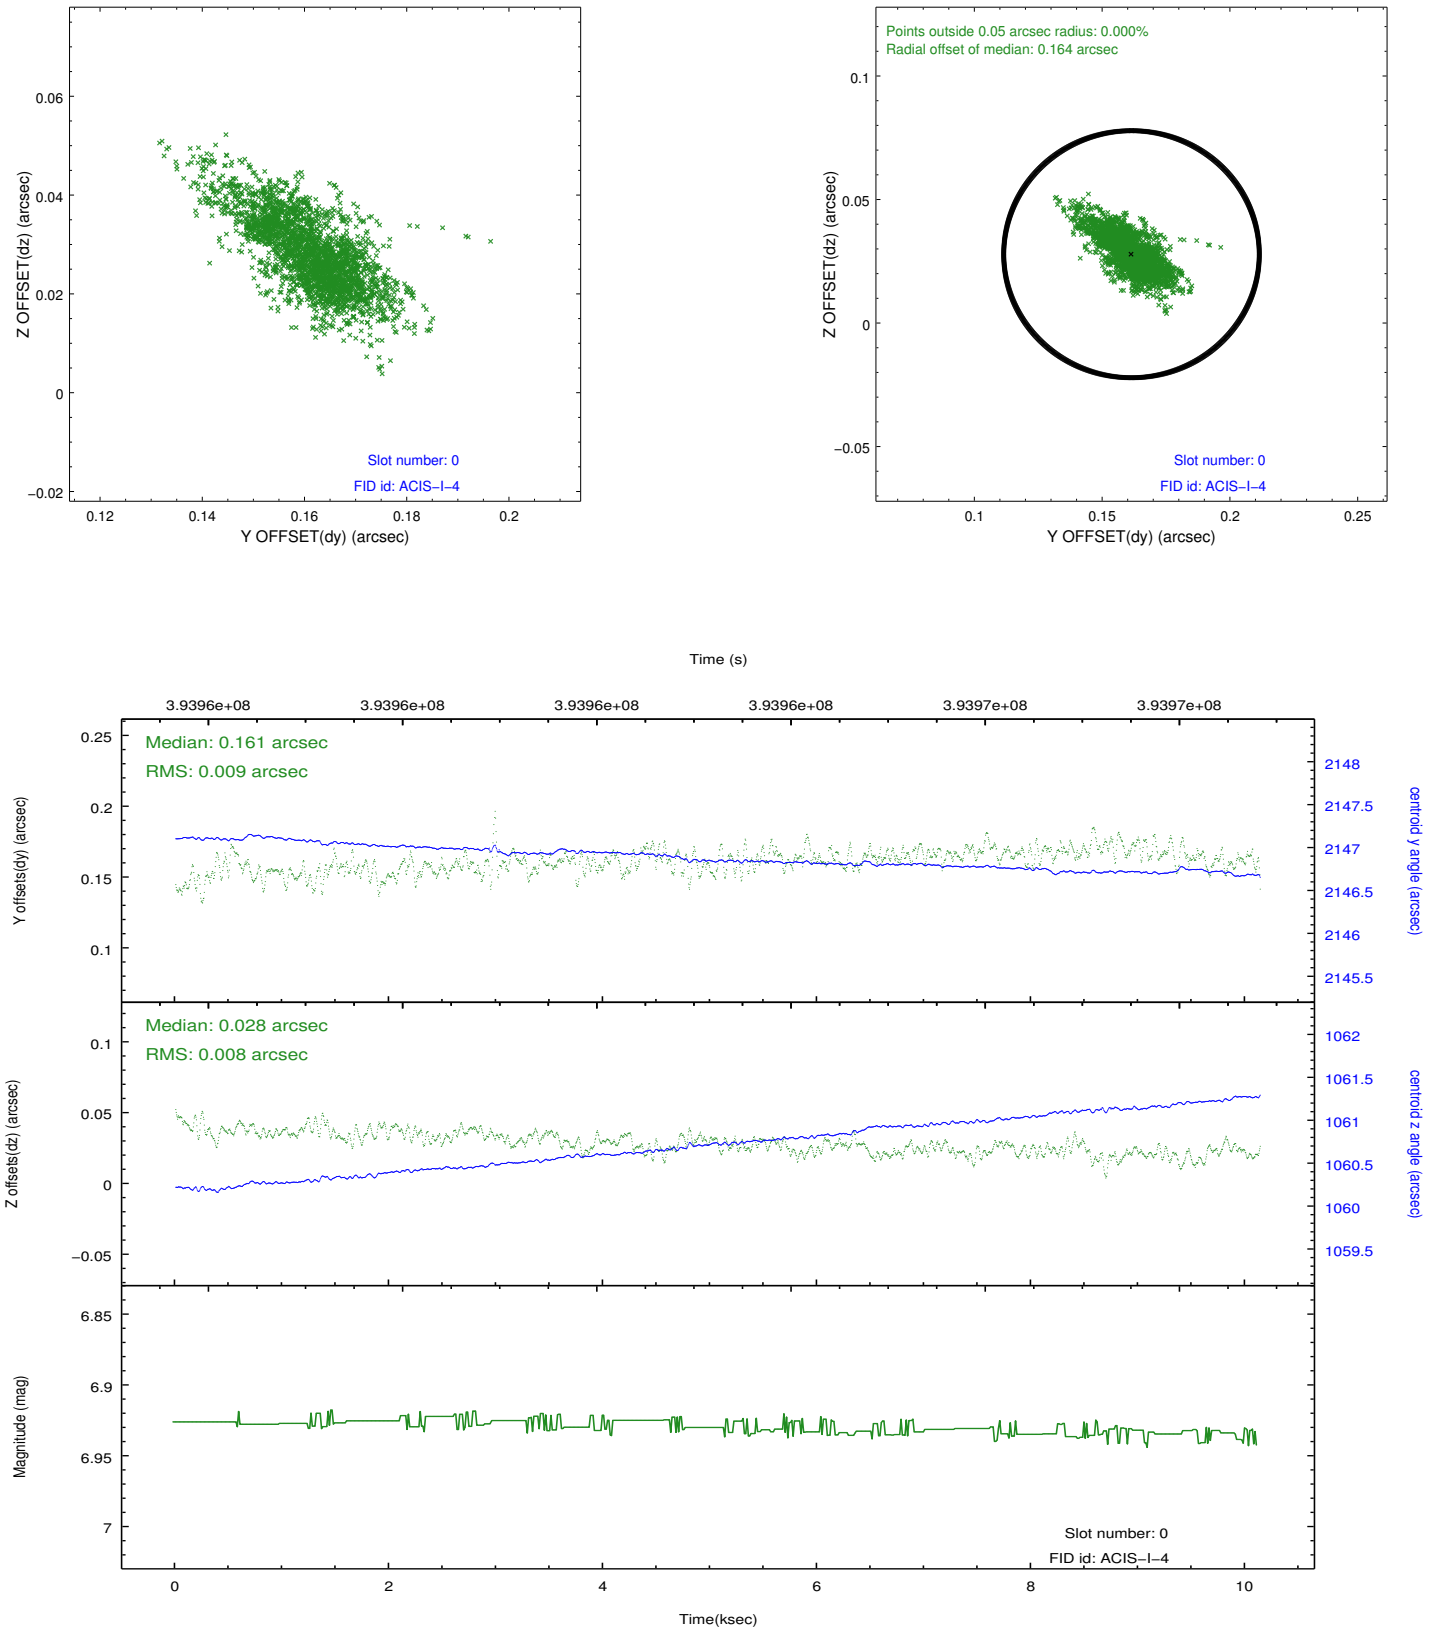 0.06
0.04
0.02
0
−0.02
0.12
0.14
0.16
0.18
0.2
Z OFFSET(dz) (arcsec)
Y OFFSET(dy) (arcsec)
Slot number: 0
FID id: ACIS−I−4
Points outside 0.05 arcsec radius: 0.000%
Radial offset of median: 0.164 arcsec
0.1
0.05
0
−0.05
0.1
0.15
0.2
0.25
Z OFFSET(dz) (arcsec)
Y OFFSET(dy) (arcsec)
Slot number: 0
FID id: ACIS−I−4
Time (s)
3.9396e+08
3.9396e+08
3.9396e+08
3.9396e+08
3.9397e+08
3.9397e+08
Median: 0.161 arcsec
RMS: 0.009 arcsec
0.25
0.2
0.15
0.1
Y offsets(dy) (arcsec)
2148
2147.5
2147
2146.5
2146
2145.5
centroid y angle (arcsec)
Median: 0.028 arcsec
RMS: 0.008 arcsec
0.1
0.05
0
−0.05
Z offsets(dz) (arcsec)
1062
1061.5
1061
1060.5
1060
1059.5
centroid z angle (arcsec)
6.85
6.9
6.95
7
Magnitude (mag)
Slot number: 0
FID id: ACIS−I−4
0
2
4
6
8
10
Time(ksec)